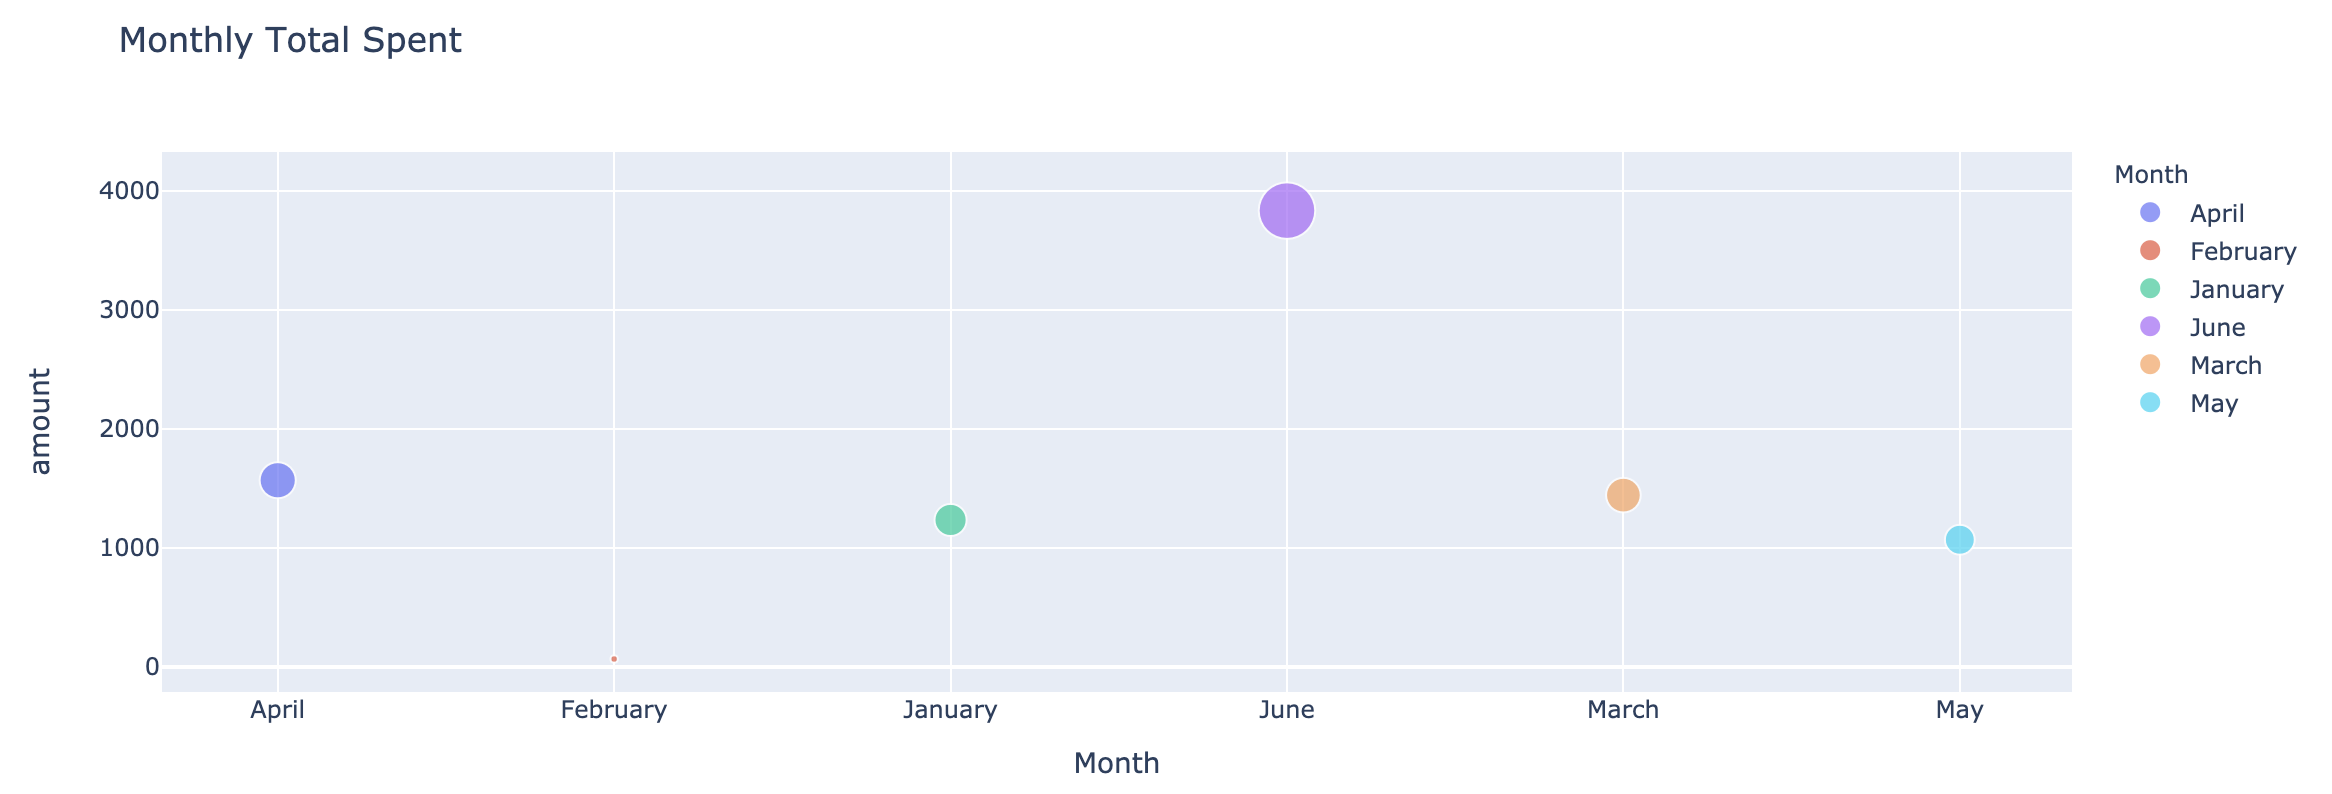 Monthly Total Spent
4000
3000
2000
1000
0
amount
April
February
January
June
March
May
Month
Month
April
February
January
June
March
May